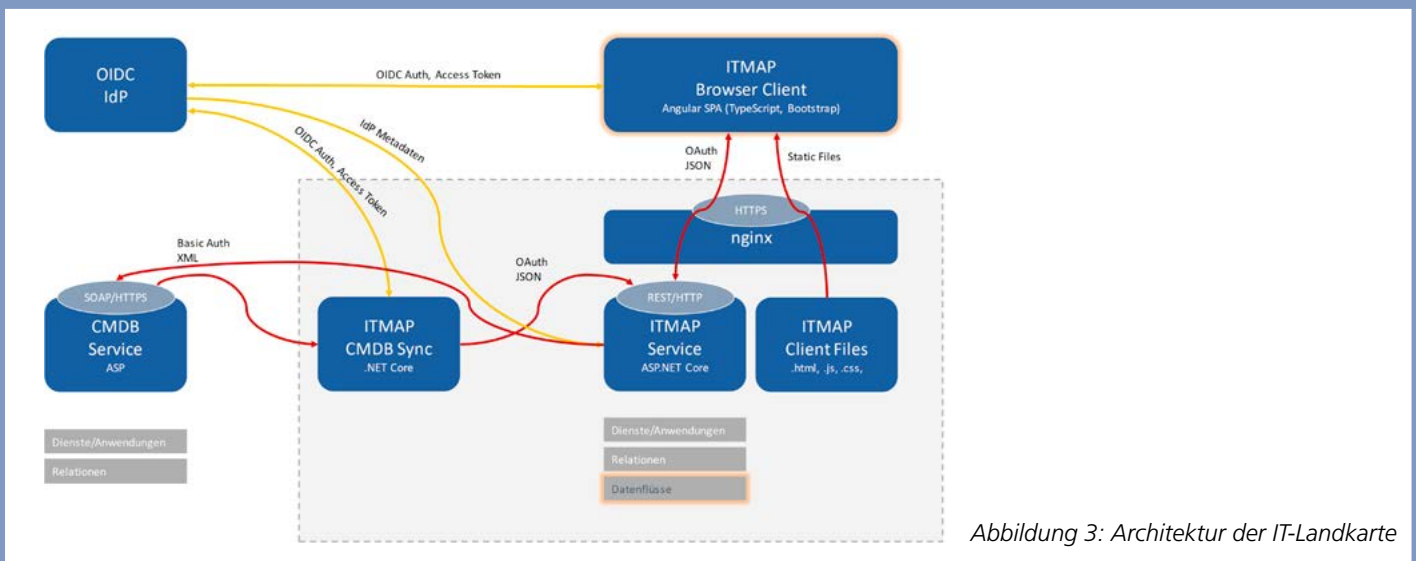 OIDC
IdP
OIDC Auth, Access Token
ITMAP
Browser Client
Angular SPA (TypeScript, Bootstrap)
OIDC Auth, Access Token
IdP Metadaten
OAuth
JSON
Static Files
HTTPS
nginx
Basic Auth
XML
OAuth
JSON
SOAP/HTTPS
CMDB
Service
ASP
ITMAP
CMDB Sync
.NET Core
REST/HTTP
ITMAP
Service
ASP.NET Core
ITMAP
Client Files
.html, .js, .css,
Dienste/Anwendungen
Relationen
Dienste/Anwendungen
Relationen
Datenflüsse
Abbildung 3: Architektur der IT-Landkarte